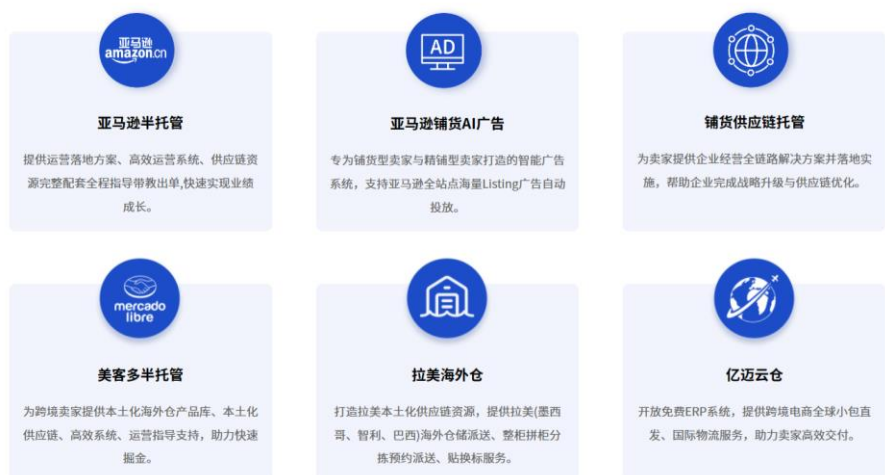 亚马逊
amazon.cn
亚马逊半托管
提供运营落地方案、高效运营系统、供应链资
源完整配套全程指导带教出单,快速实现业绩
成长。
AD
亚马逊铺货AI广告
专为铺货型卖家与精铺型卖家打造的智能广告
系统，支持亚马逊全站点海量Listing广告自动
投放。
铺货供应链托管
为卖家提供企业经营全链路解决方案并落地实
施，帮助企业完成战略升级与供应链优化。
mercado
libre
美客多半托管
为跨境卖家提供本土化海外仓产品库、本土化
供应链、高效系统、运营指导支持，助力快速
掘金。
拉美海外仓
打造拉美本土化供应链资源，提供拉美(墨西
哥、智利、巴西)海外仓储派送、整柜拼柜分
拣预约派送、贴换标服务。
亿迈云仓
开放免费ERP系统，提供跨境电商全球小包直
发、国际物流服务，助力卖家高效交付。